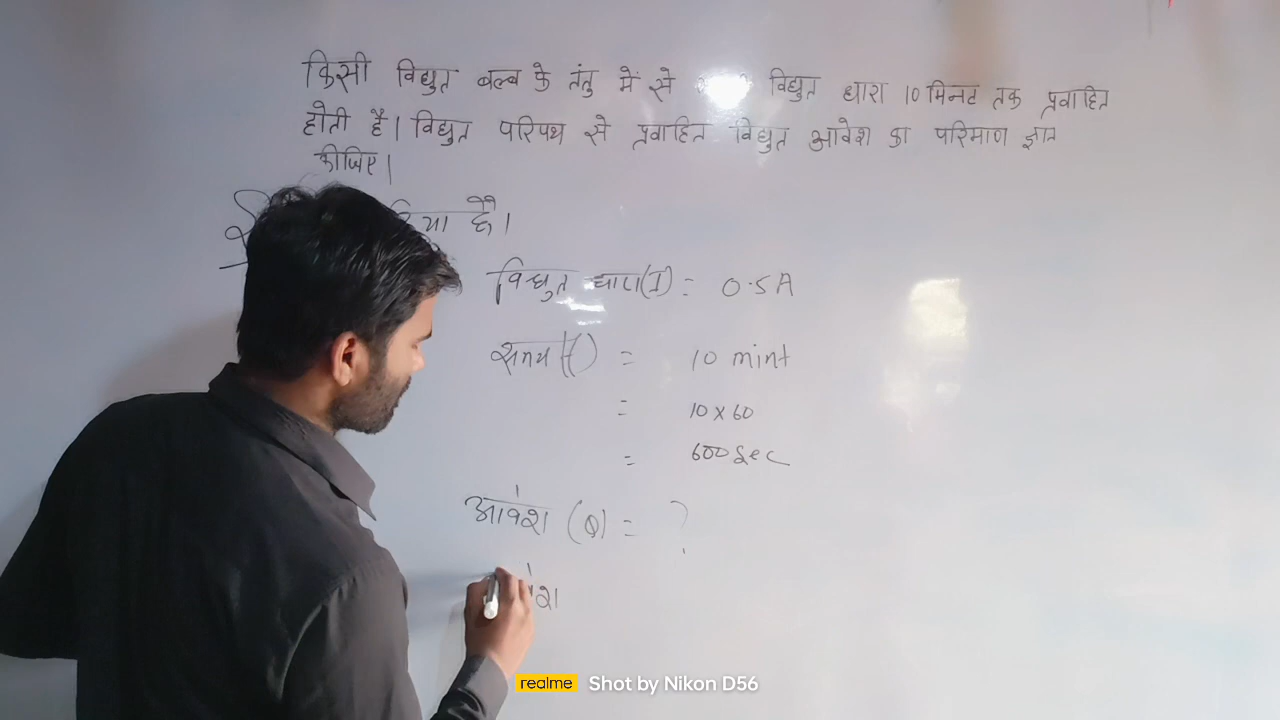 किसी विद्युत बल्ब के तंतु में से विद्युत धारा 10 मिनट तक प्रवाहित
होती है। विद्युत परिपथ से प्रवाहित विद्युत आवेश का परिमाण ज्ञात
कीजिए।
दिया है।
विद्युत धारा(I) = 0.5A
समय (t) = 10 mint
= 10 x 60
= 600 Sec
आवेश (Q) = ?
realme Shot by Nikon D56